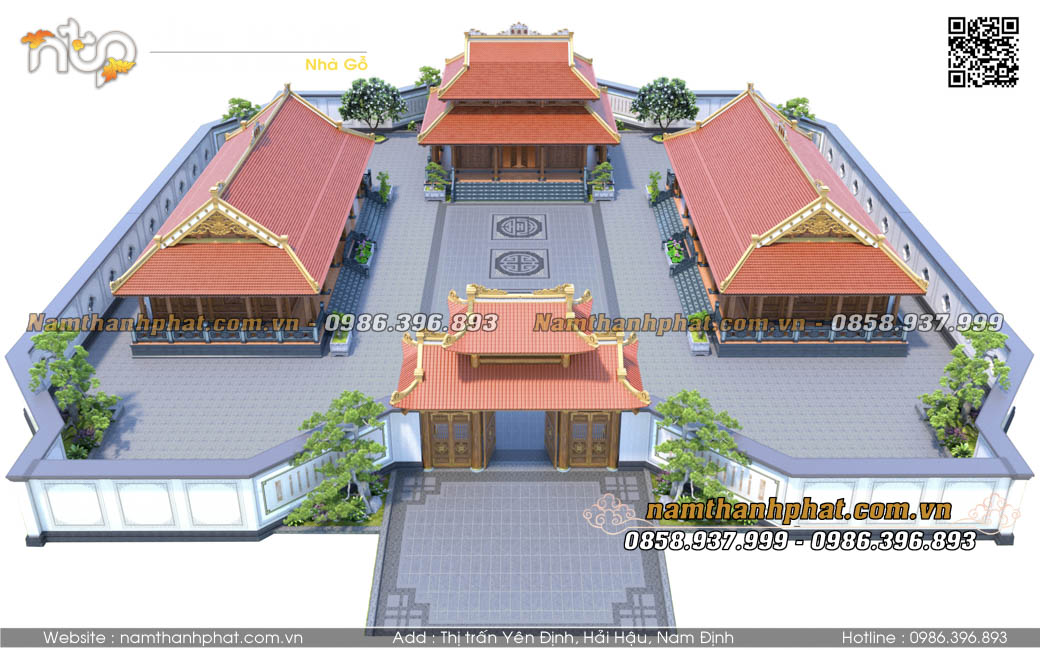 ntp
Nhà Gỗ
Namthanhphat.com.vn - 0986.396.893
Namthanhphat.com.vn - 0858.937.999
namthanhphat.com.vn
0858.937.999 - 0986.396.893
Website : namthanhphat.com.vn
Add : Thị trấn Yên Định, Hải Hậu, Nam Định
Hotline : 0986.396.893